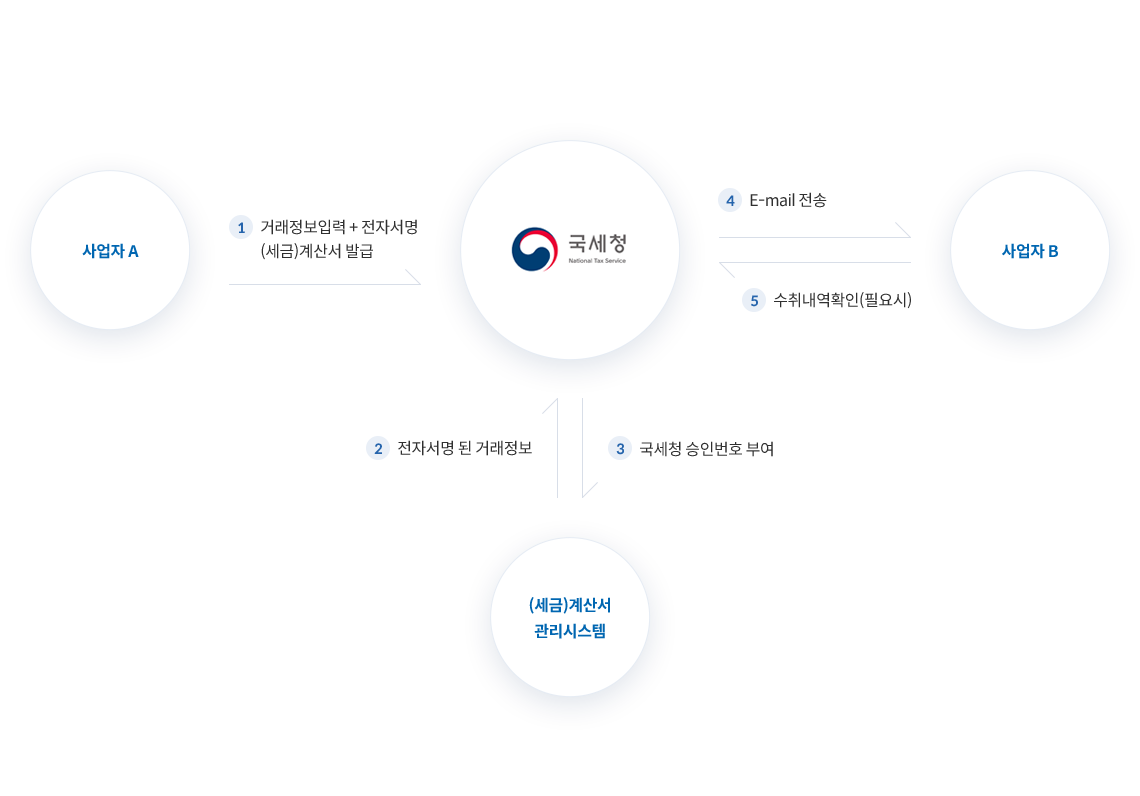 사업자 A
1 거래정보입력 + 전자서명
(세금)계산서 발급
국세청
National Tax Service
4 E-mail 전송
5 수취내역확인(필요시)
사업자 B
2 전자서명 된 거래정보
3 국세청 승인번호 부여
(세금)계산서
관리시스템